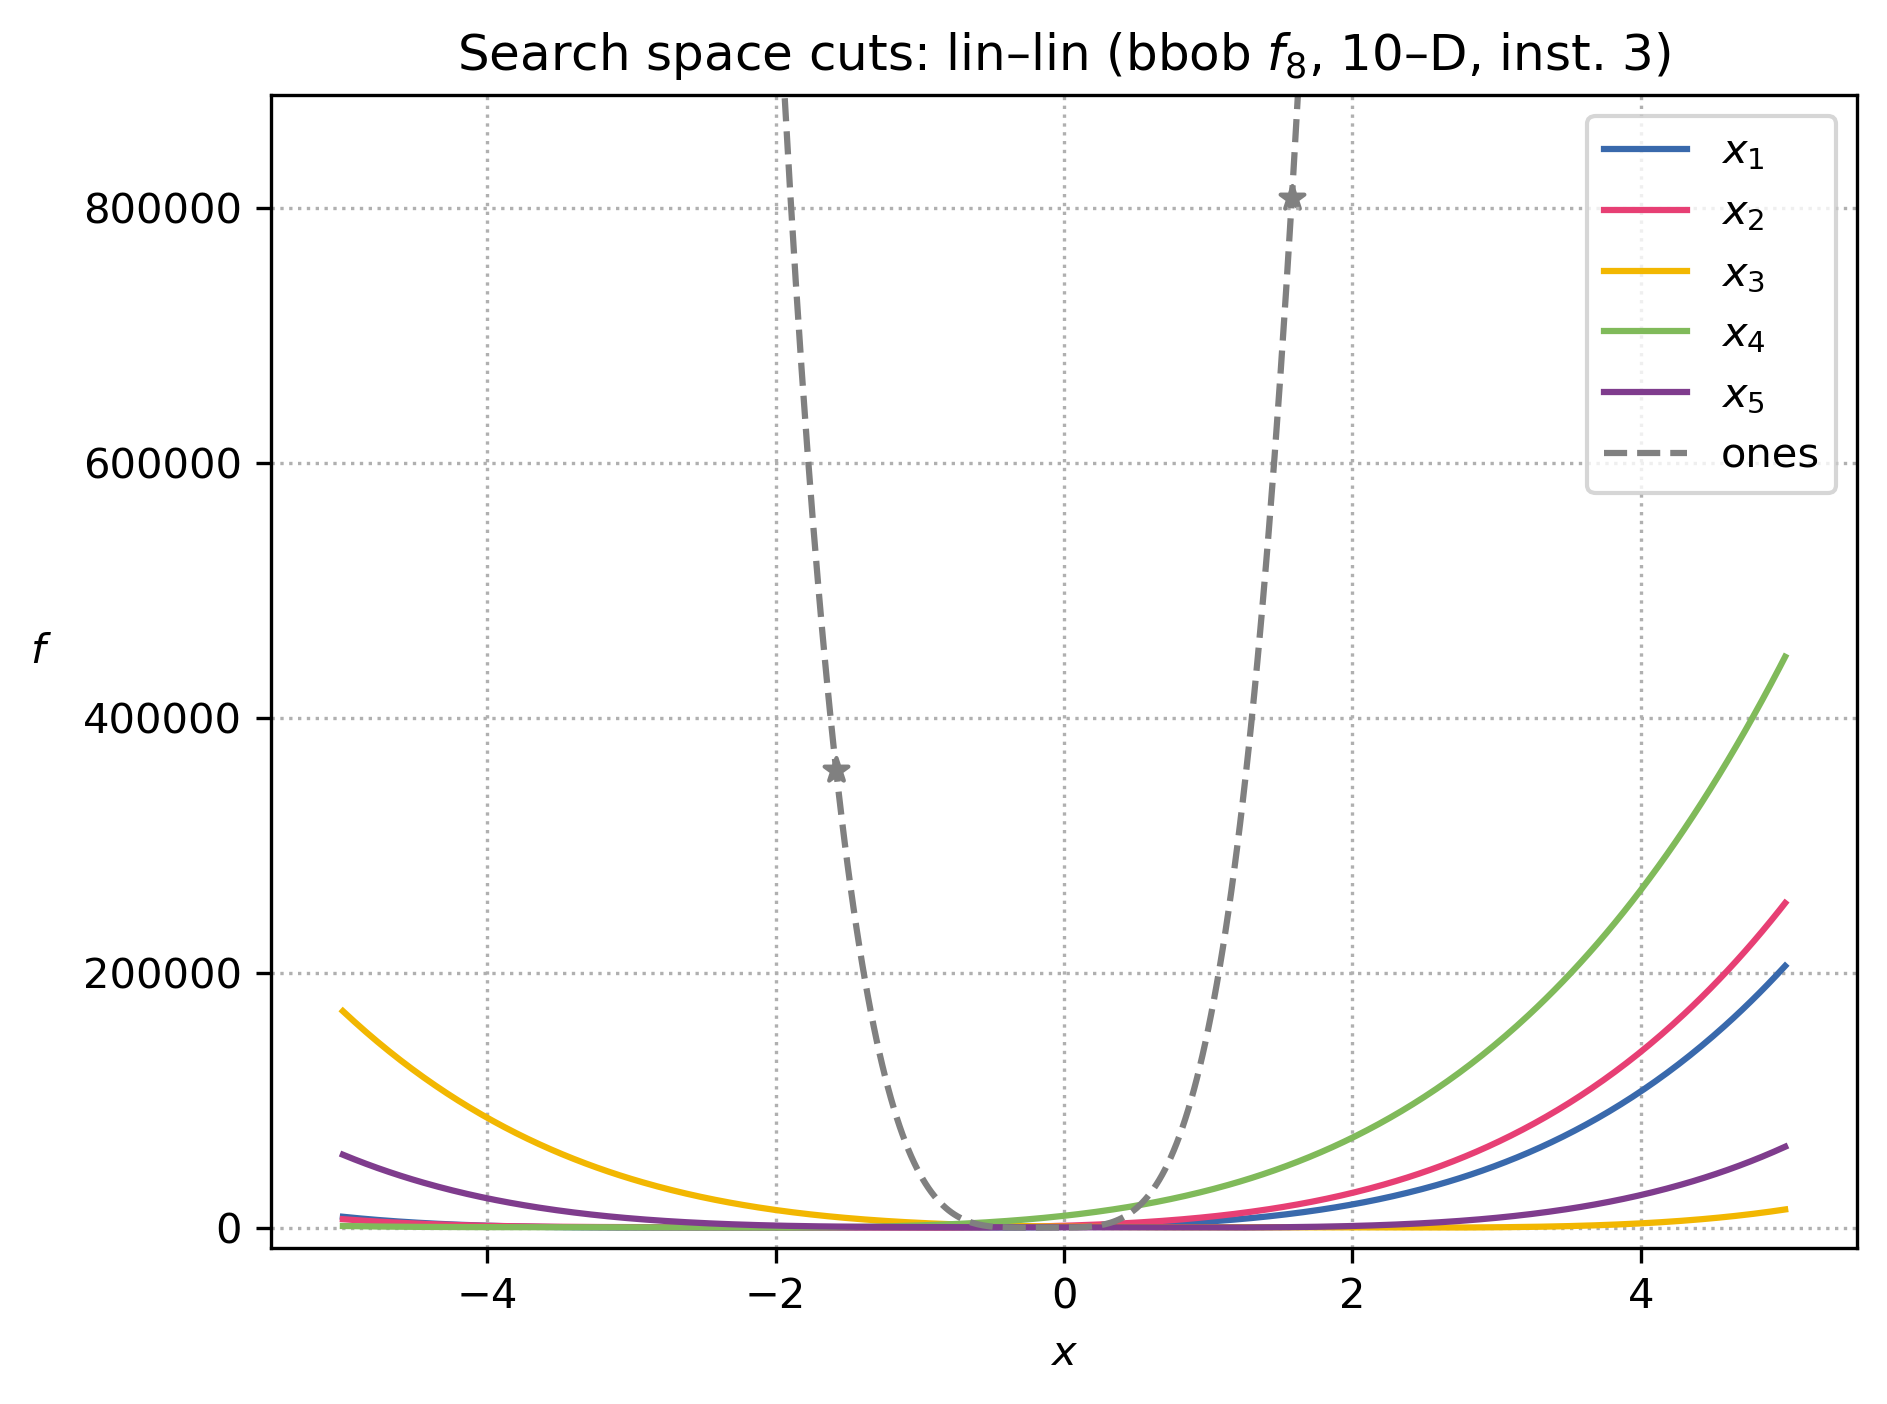 Search space cuts: lin–lin (bbob f₈, 10–D, inst. 3)
x₁
x₂
x₃
x₄
x₅
ones
800000
600000
400000
200000
0
f
−4
−2
0
2
4
x